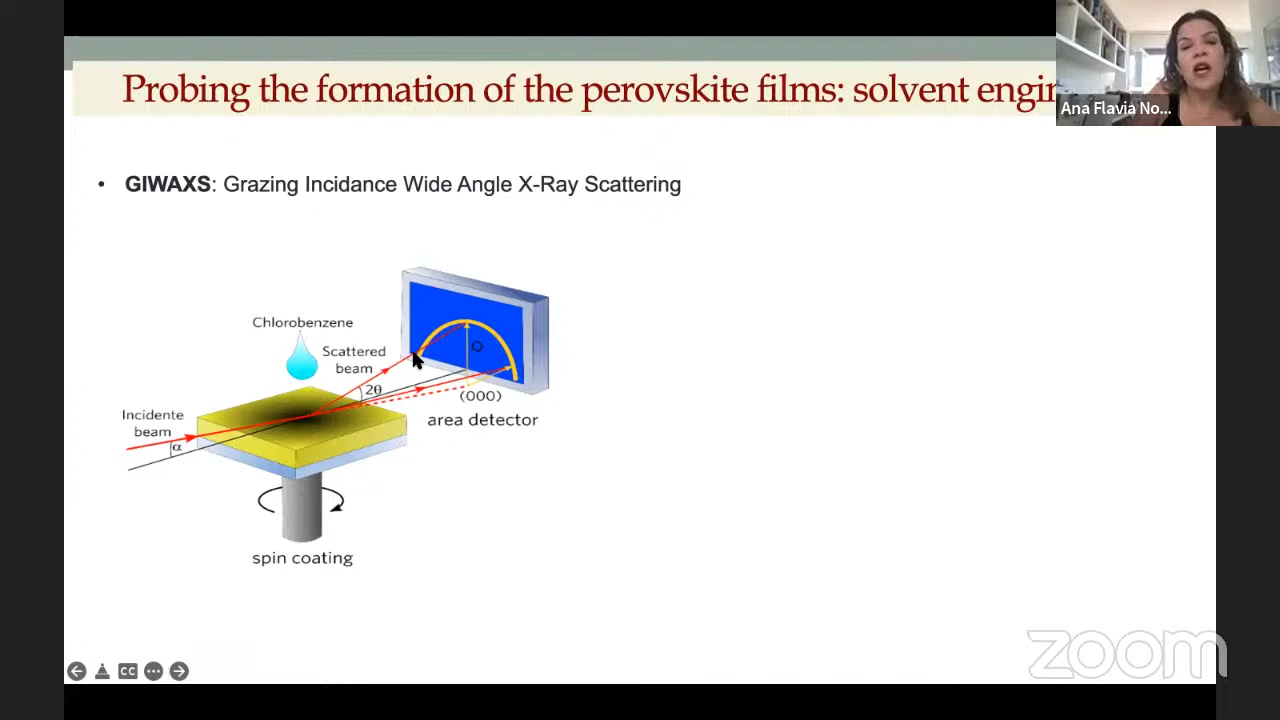 Probing the formation of the perovskite films: solvent engin
Ana Flavia No...
• GIWAXS: Grazing Incidance Wide Angle X-Ray Scattering
Chlorobenzene
Scattered
beam
Q
2θ
(000)
area detector
Incidente
beam
α
spin coating
CC
zoom